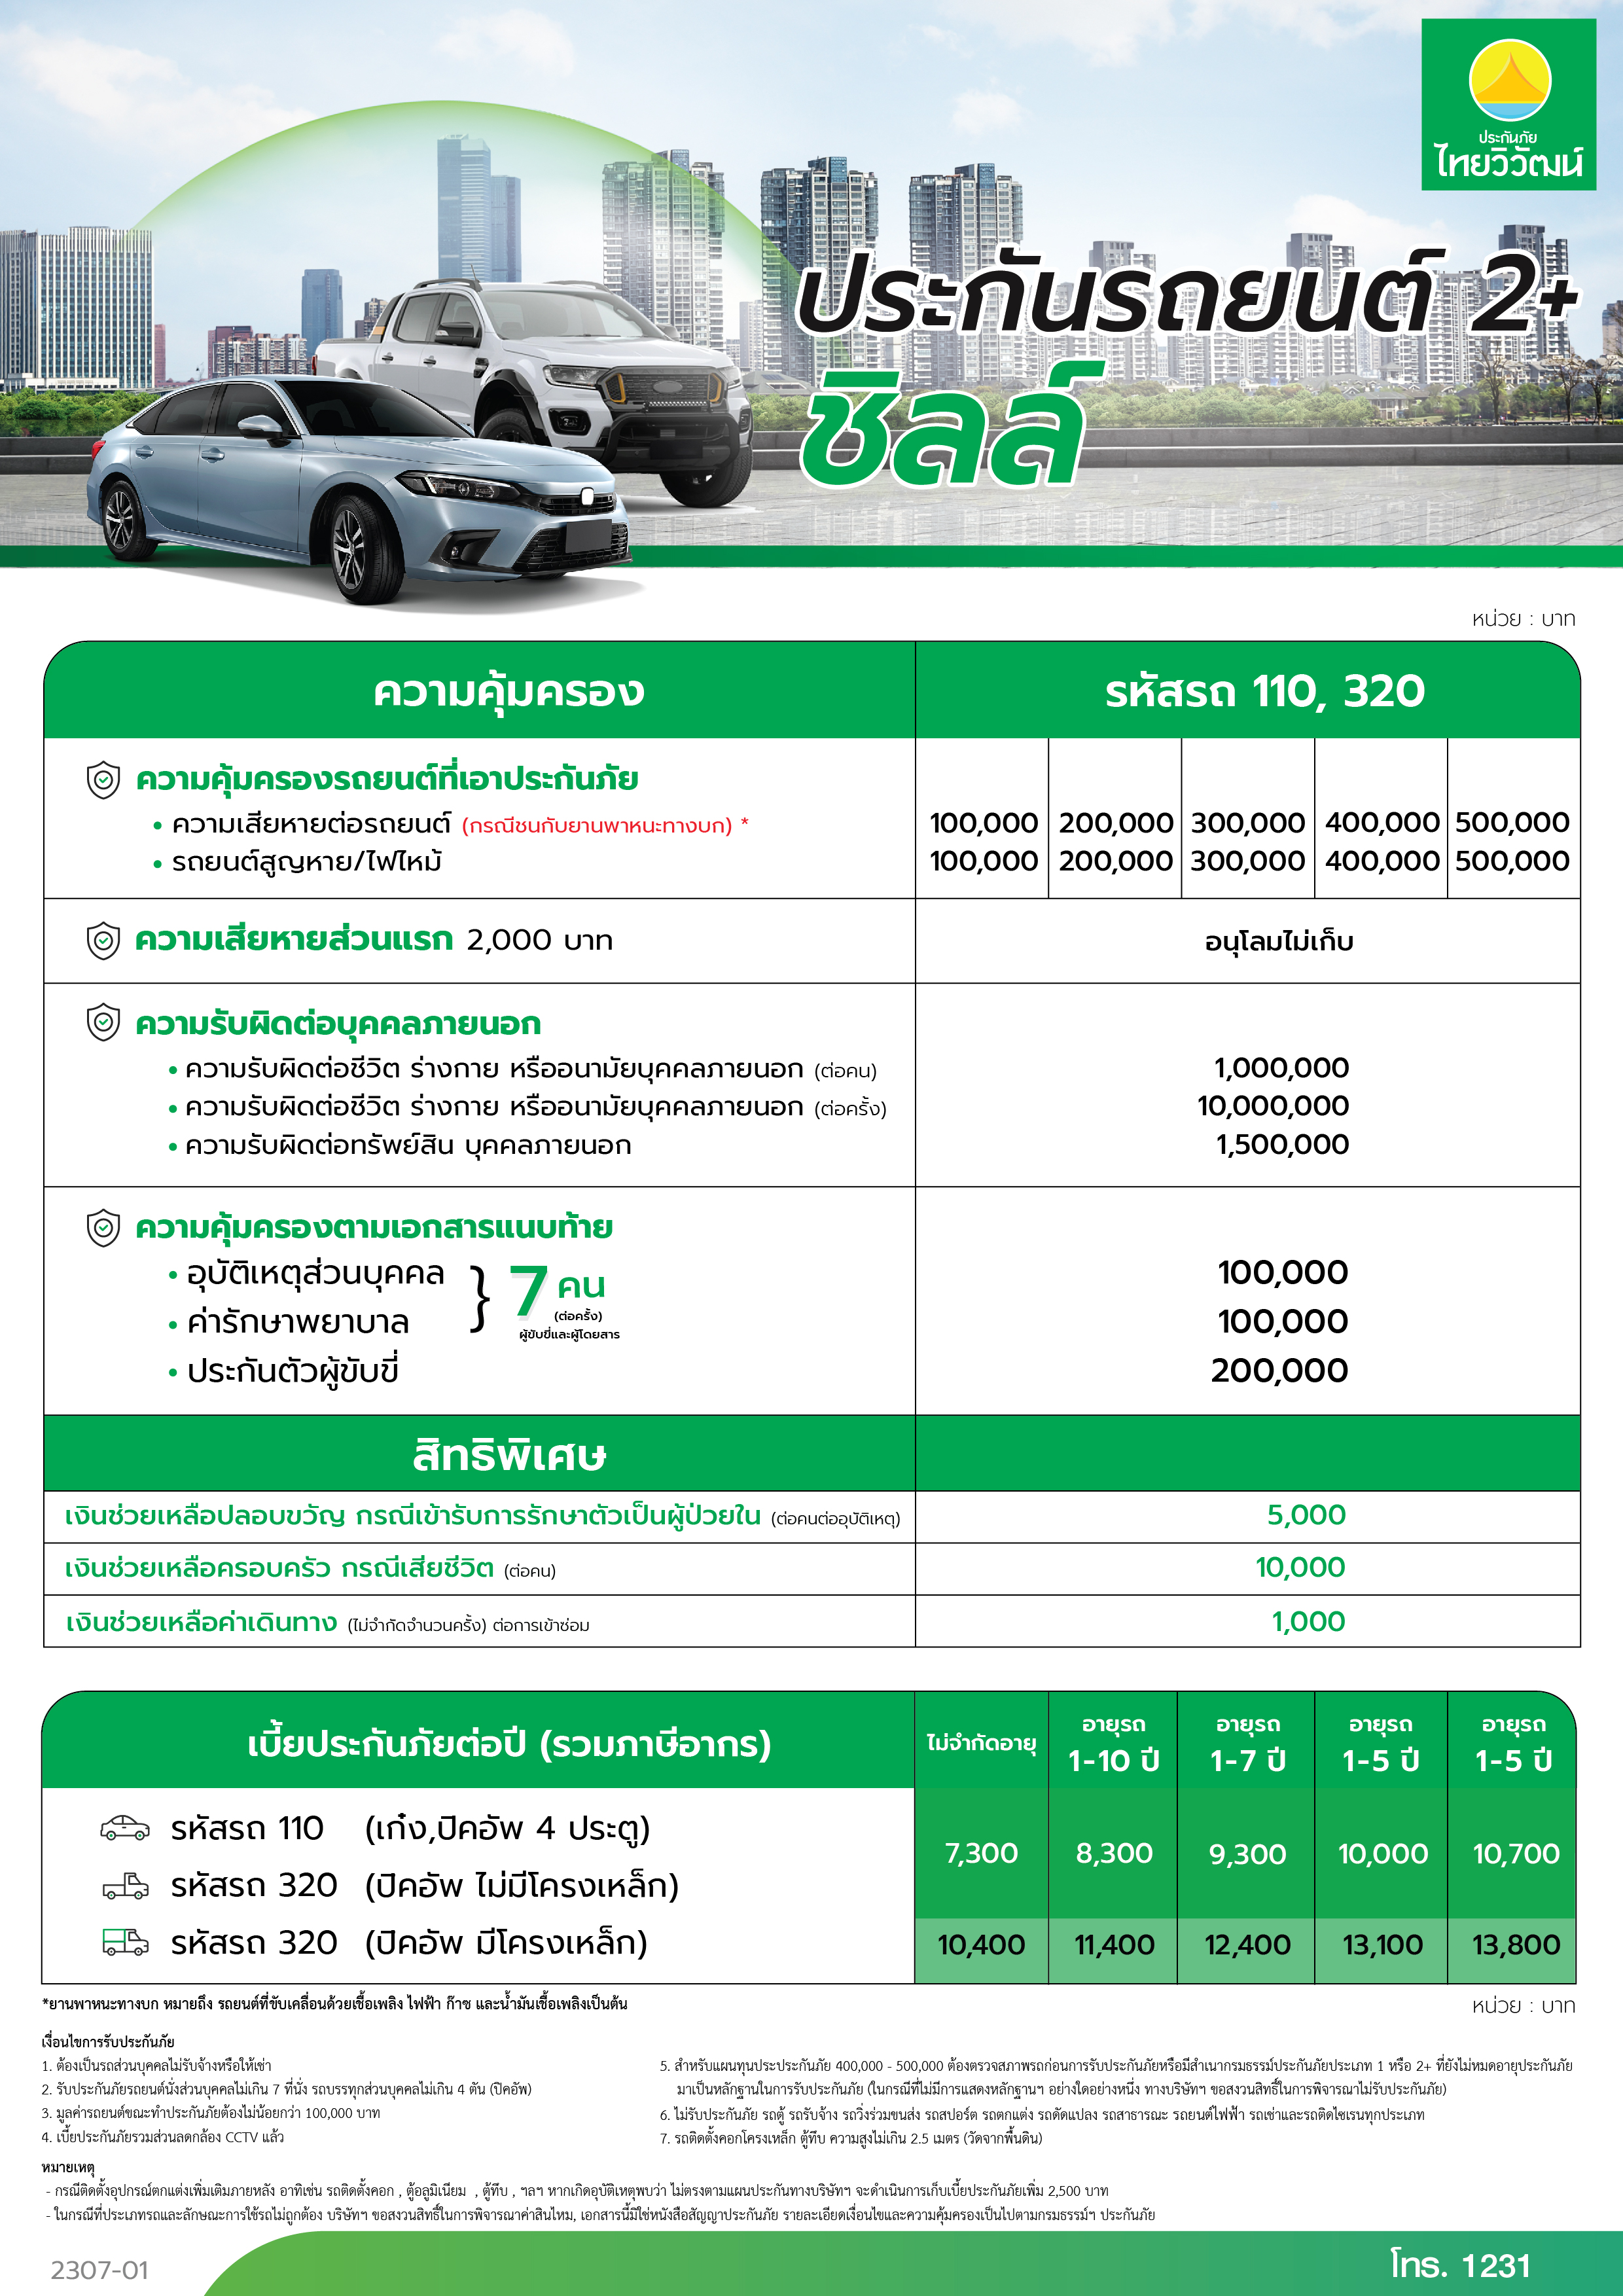 ประกันภัย
ไทยวิวัฒน์
ประกันรถยนต์ 2+
ชิลล์
หน่วย : บาท
ความคุ้มครอง รหัสรถ 110, 320
ความคุ้มครองรถยนต์ที่เอาประกันภัย
• ความเสียหายต่อรถยนต์ (กรณีชนกับยานพาหนะทางบก) * 100,000 200,000 300,000 400,000 500,000
• รถยนต์สูญหาย/ไฟไหม้ 100,000 200,000 300,000 400,000 500,000
ความเสียหายส่วนแรก 2,000 บาท อนุโลมไม่เก็บ
ความรับผิดต่อบุคคลภายนอก
• ความรับผิดต่อชีวิต ร่างกาย หรืออนามัยบุคคลภายนอก (ต่อคน) 1,000,000
• ความรับผิดต่อชีวิต ร่างกาย หรืออนามัยบุคคลภายนอก (ต่อครั้ง) 10,000,000
• ความรับผิดต่อทรัพย์สิน บุคคลภายนอก 1,500,000
ความคุ้มครองตามเอกสารแนบท้าย
• อุบัติเหตุส่วนบุคคล } 7 คน 100,000
(ต่อครั้ง)
• ค่ารักษาพยาบาล 100,000
ผู้ขับขี่และผู้โดยสาร
• ประกันตัวผู้ขับขี่ 200,000
สิทธิพิเศษ
เงินช่วยเหลือปลอบขวัญ กรณีเข้ารับการรักษาตัวเป็นผู้ป่วยใน (ต่อคนต่ออุบัติเหตุ) 5,000
เงินช่วยเหลือครอบครัว กรณีเสียชีวิต (ต่อคน) 10,000
เงินช่วยเหลือค่าเดินทาง (ไม่จำกัดจำนวนครั้ง) ต่อการเข้าซ่อม 1,000
เบี้ยประกันภัยต่อปี (รวมภาษีอากร) ไม่จำกัดอายุ อายุรถ 1-10 ปี อายุรถ 1-7 ปี อายุรถ 1-5 ปี อายุรถ 1-5 ปี
รหัสรถ 110 (เก๋ง,ปิคอัพ 4 ประตู)
7,300 8,300 9,300 10,000 10,700
รหัสรถ 320 (ปิคอัพ ไม่มีโครงเหล็ก)
รหัสรถ 320 (ปิคอัพ มีโครงเหล็ก) 10,400 11,400 12,400 13,100 13,800
*ยานพาหนะทางบก หมายถึง รถยนต์ที่ขับเคลื่อนด้วยเชื้อเพลิง ไฟฟ้า ก๊าซ และน้ำมันเชื้อเพลิงเป็นต้น
หน่วย : บาท
เงื่อนไขการรับประกันภัย
1. ต้องเป็นรถส่วนบุคคลไม่รับจ้างหรือให้เช่า
2. รับประกันภัยรถยนต์นั่งส่วนบุคคลไม่เกิน 7 ที่นั่ง รถบรรทุกส่วนบุคคลไม่เกิน 4 ตัน (ปิคอัพ)
3. มูลค่ารถยนต์ขณะทำประกันภัยต้องไม่น้อยกว่า 100,000 บาท
4. เบี้ยประกันภัยรวมส่วนลดกล้อง CCTV แล้ว
5. สำหรับแผนทุนประประกันภัย 400,000 - 500,000 ต้องตรวจสภาพรถก่อนการรับประกันภัยหรือมีสำเนากรมธรรม์ประกันภัยประเภท 1 หรือ 2+ ที่ยังไม่หมดอายุประกันภัย
มาเป็นหลักฐานในการรับประกันภัย (ในกรณีที่ไม่มีการแสดงหลักฐานฯ อย่างใดอย่างหนึ่ง ทางบริษัทฯ ขอสงวนสิทธิ์ในการพิจารณาไม่รับประกันภัย)
6. ไม่รับประกันภัย รถตู้ รถรับจ้าง รถวิ่งร่วมขนส่ง รถสปอร์ต รถตกแต่ง รถดัดแปลง รถสาธารณะ รถยนต์ไฟฟ้า รถเช่าและรถติดไซเรนทุกประเภท
7. รถติดตั้งคอกโครงเหล็ก ตู้ทึบ ความสูงไม่เกิน 2.5 เมตร (วัดจากพื้นดิน)
หมายเหตุ
- กรณีติดตั้งอุปกรณ์ตกแต่งเพิ่มเติมภายหลัง อาทิเช่น รถติดตั้งคอก , ตู้อลูมิเนียม , ตู้ทึบ , ฯลฯ หากเกิดอุบัติเหตุพบว่า ไม่ตรงตามแผนประกันทางบริษัทฯ จะดำเนินการเก็บเบี้ยประกันภัยเพิ่ม 2,500 บาท
- ในกรณีที่ประเภทรถและลักษณะการใช้รถไม่ถูกต้อง บริษัทฯ ขอสงวนสิทธิ์ในการพิจารณาค่าสินไหม, เอกสารนี้มิใช่หนังสือสัญญาประกันภัย รายละเอียดเงื่อนไขและความคุ้มครองเป็นไปตามกรมธรรม์ฯ ประกันภัย
2307-01
โทร. 1231